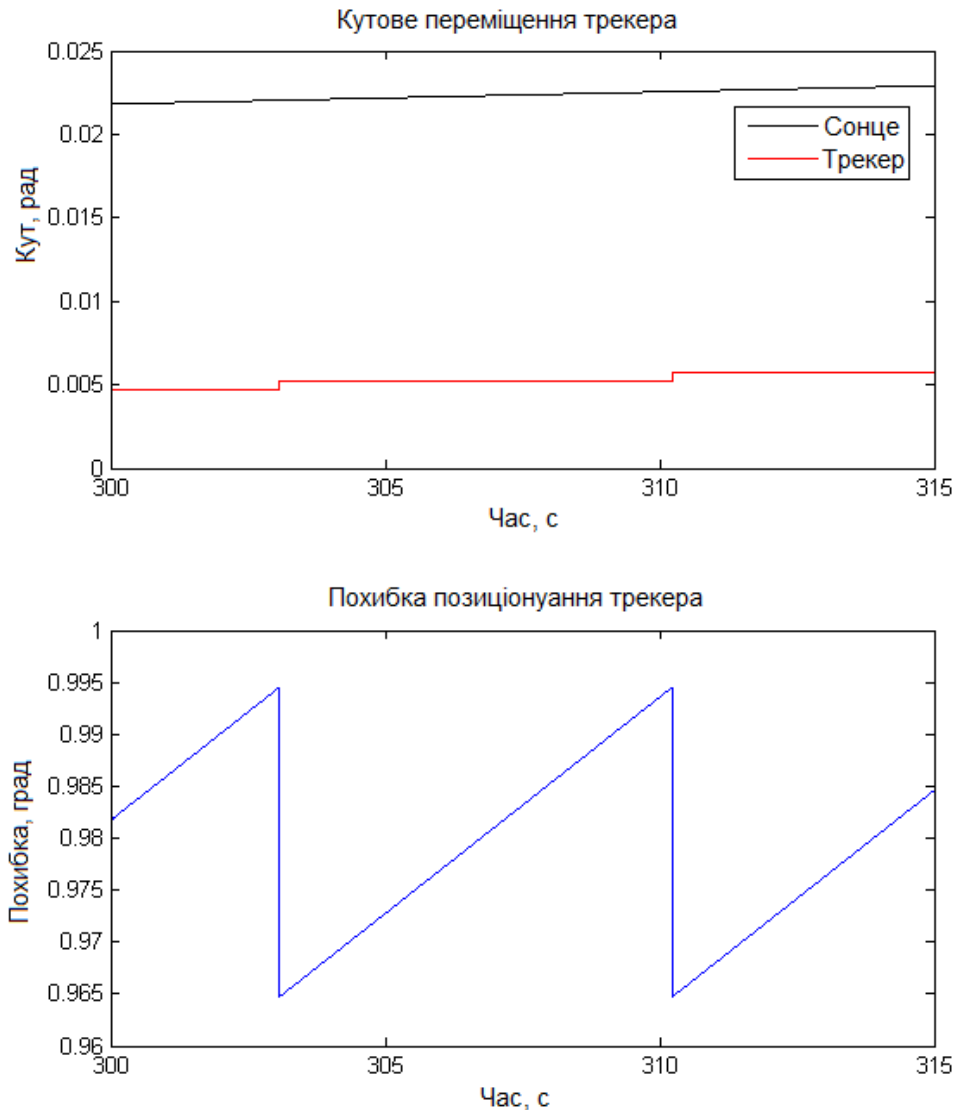 Кутове переміщення трекера
0.025
0.02
0.015
0.01
0.005
0
Кут, рад
Сонце
Трекер
300
305
310
315
Час, с
Похибка позиціонуання трекера
1
0.995
0.99
0.985
0.98
0.975
0.97
0.965
0.96
Похибка, град
300
305
310
315
Час, с